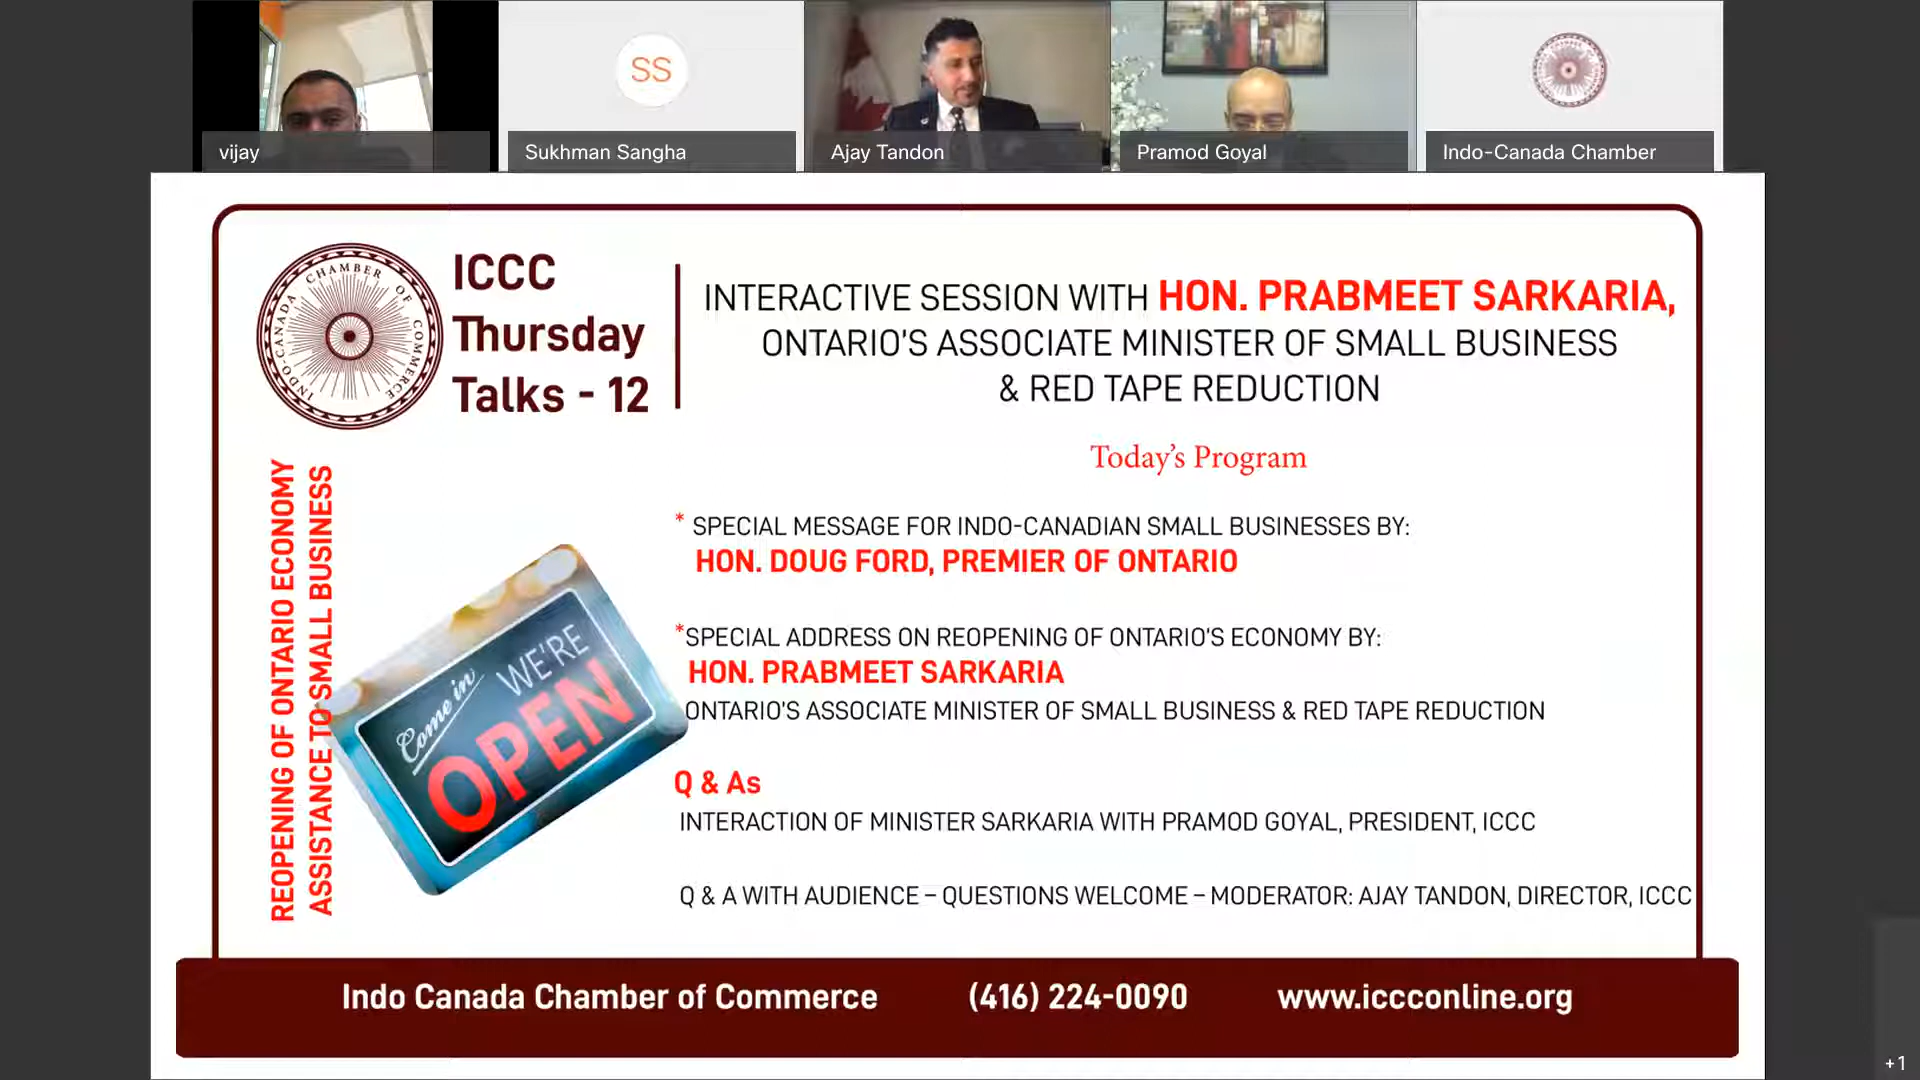 SS
vijay
Sukhman Sangha
Ajay Tandon
Pramod Goyal
Indo-Canada Chamber
INDO-CANADA CHAMBER OF COMMERCE
ICCC
Thursday
Talks - 12
INTERACTIVE SESSION WITH HON. PRABMEET SARKARIA,
ONTARIO'S ASSOCIATE MINISTER OF SMALL BUSINESS
& RED TAPE REDUCTION
Today's Program
REOPENING OF ONTARIO ECONOMY
ASSISTANCE TO SMALL BUSINESS
Come in
WE'RE
OPEN
* SPECIAL MESSAGE FOR INDO-CANADIAN SMALL BUSINESSES BY:
HON. DOUG FORD, PREMIER OF ONTARIO
*SPECIAL ADDRESS ON REOPENING OF ONTARIO'S ECONOMY BY:
HON. PRABMEET SARKARIA
ONTARIO'S ASSOCIATE MINISTER OF SMALL BUSINESS & RED TAPE REDUCTION
Q & As
INTERACTION OF MINISTER SARKARIA WITH PRAMOD GOYAL, PRESIDENT, ICCC
Q & A WITH AUDIENCE – QUESTIONS WELCOME – MODERATOR: AJAY TANDON, DIRECTOR, ICCC
Indo Canada Chamber of Commerce (416) 224-0090 www.iccconline.org
+1